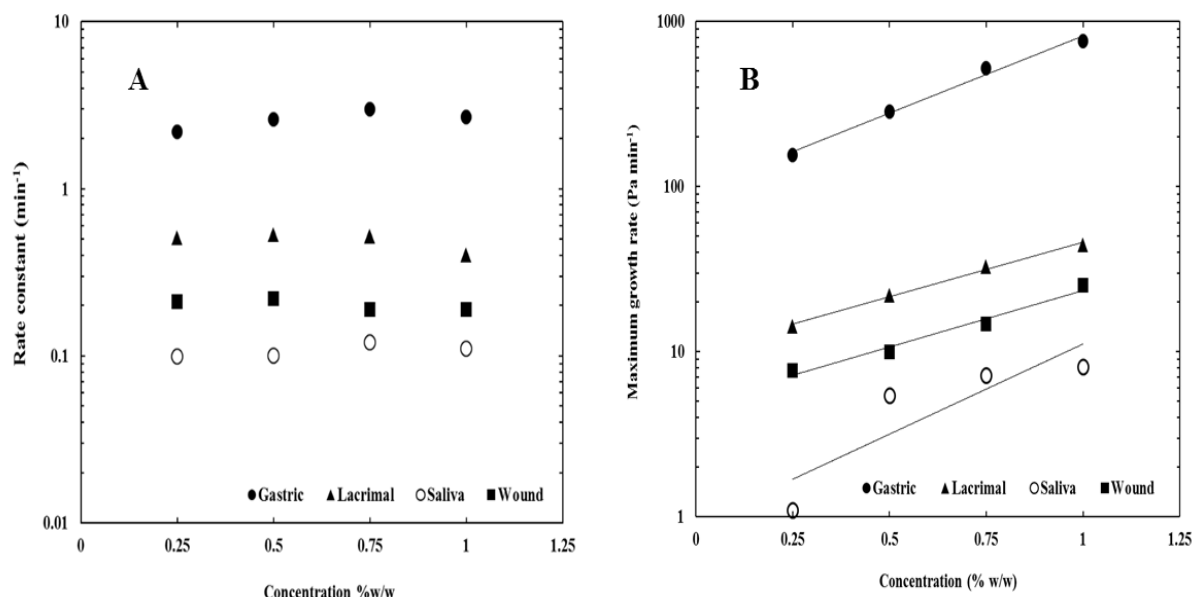 A
Rate constant (min⁻¹)
10
1
0.1
0.01
0
0.25
0.5
0.75
1
1.25
Gastric
Lacrimal
Saliva
Wound
Concentration %w/w
B
Maximum growth rate (Pa min⁻¹)
1000
100
10
1
0
0.25
0.5
0.75
1
1.25
Gastric
Lacrimal
Saliva
Wound
Concentration (% w/w)